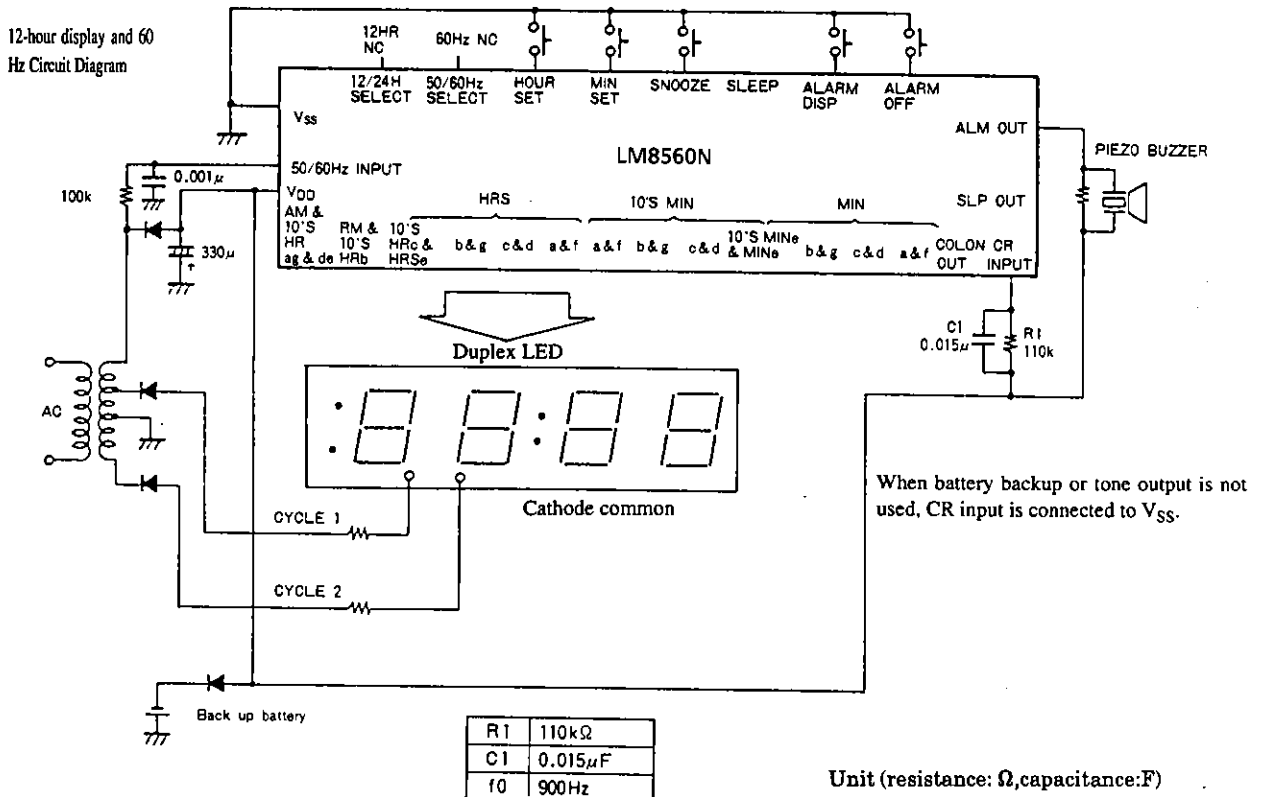 12-hour display and 60
Hz Circuit Diagram
12HR
NC
60Hz NC
12/24H
SELECT
50/60Hz
SELECT
HOUR
SET
MIN
SET
SNOOZE
SLEEP
ALARM
DISP
ALARM
OFF
VSS
ALM OUT
LM8560N
PIEZO BUZZER
50/60Hz INPUT
0.001μ
100k
VDD
SLP OUT
HRS
10'S MIN
MIN
AM &
10'S
HR
ag & de
RM &
10'S
HRb
10'S
HRc &
HRSe
b&g
c&d
a&f
a&f
b&g
c&d
10'S MINe
& MINe
b&g
c&d
a&f
COLON
OUT
CR
INPUT
330μ
C1
0.015μ
R1
110k
Duplex LED
AC
Cathode common
When battery backup or tone output is not
used, CR input is connected to VSS.
CYCLE 1
CYCLE 2
Back up battery
R1 110kΩ
C1 0.015μF
f0 900Hz
Unit (resistance: Ω,capacitance:F)